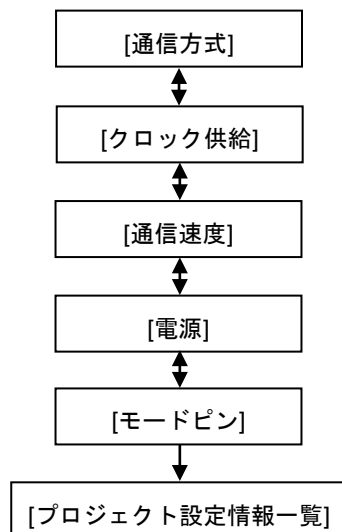 [通信方式]
[クロック供給]
[通信速度]
[電源]
[モードピン]
[プロジェクト設定情報一覧]